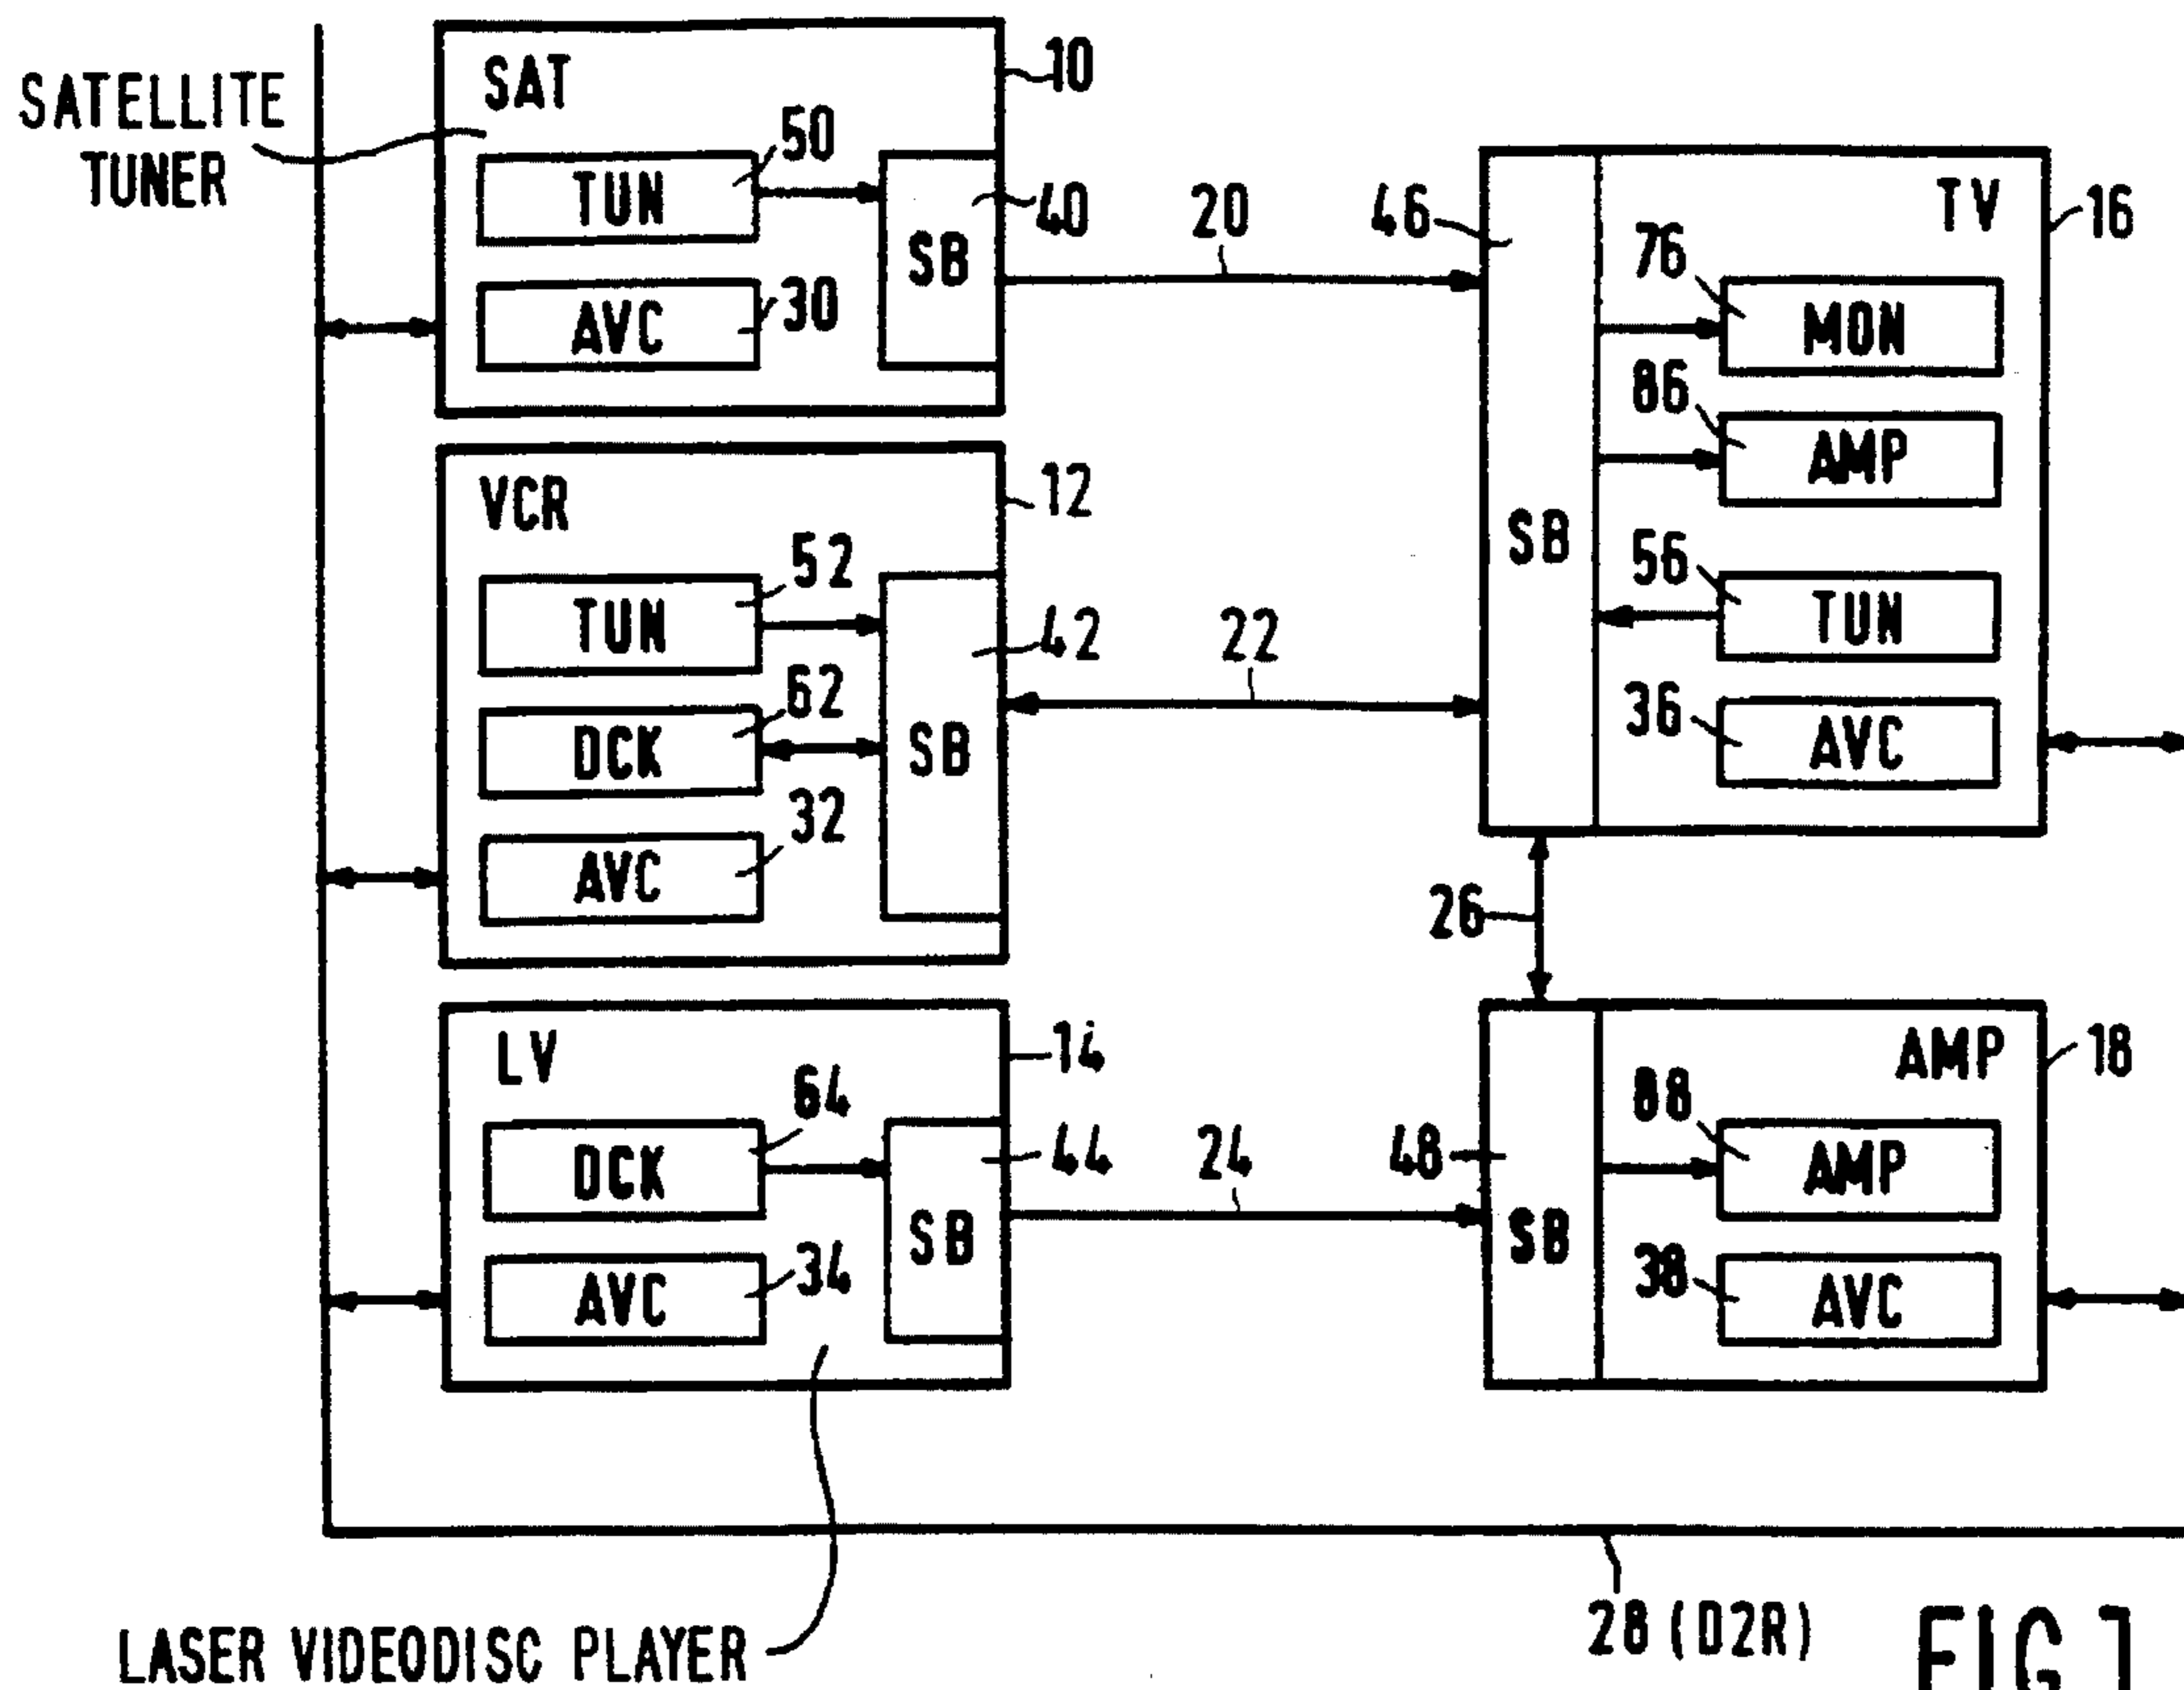 SATELLITE
TUNER
SAT
10
TUN
50
40
SB
AVC
30
20
46
TV
16
76
MON
86
AMP
SB
56
TUN
36
AVC
VCR
12
TUN
52
42
62
DCK
SB
32
AVC
22
26
LV
14
64
DCK
44
SB
34
AVC
24
48
SB
AMP
18
88
AMP
38
AVC
28 (D2R)
LASER VIDEODISC PLAYER
FIG.1